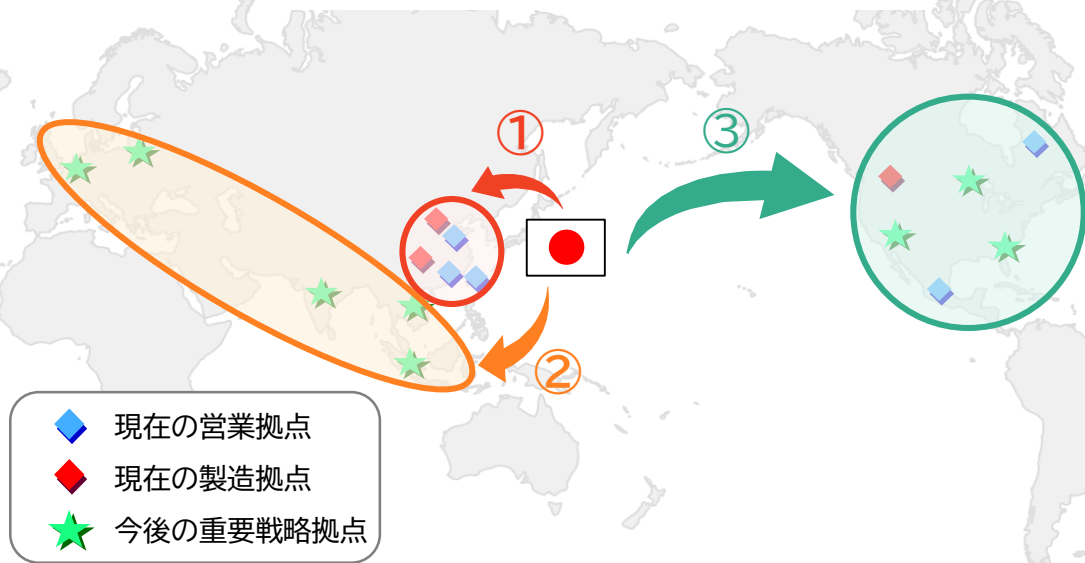 ①
③
②
現在の営業拠点
現在の製造拠点
今後の重要戦略拠点